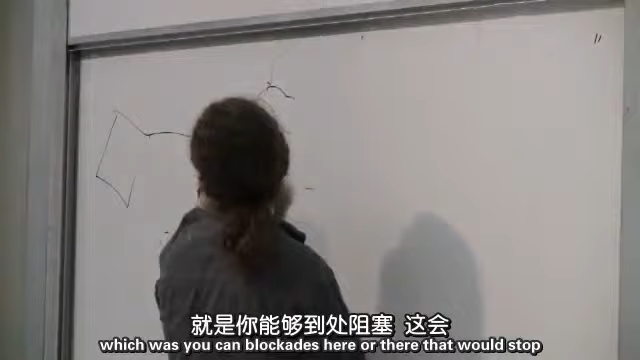 就是你能够到处阻塞 这会
which was you can blockades here or there that would stop